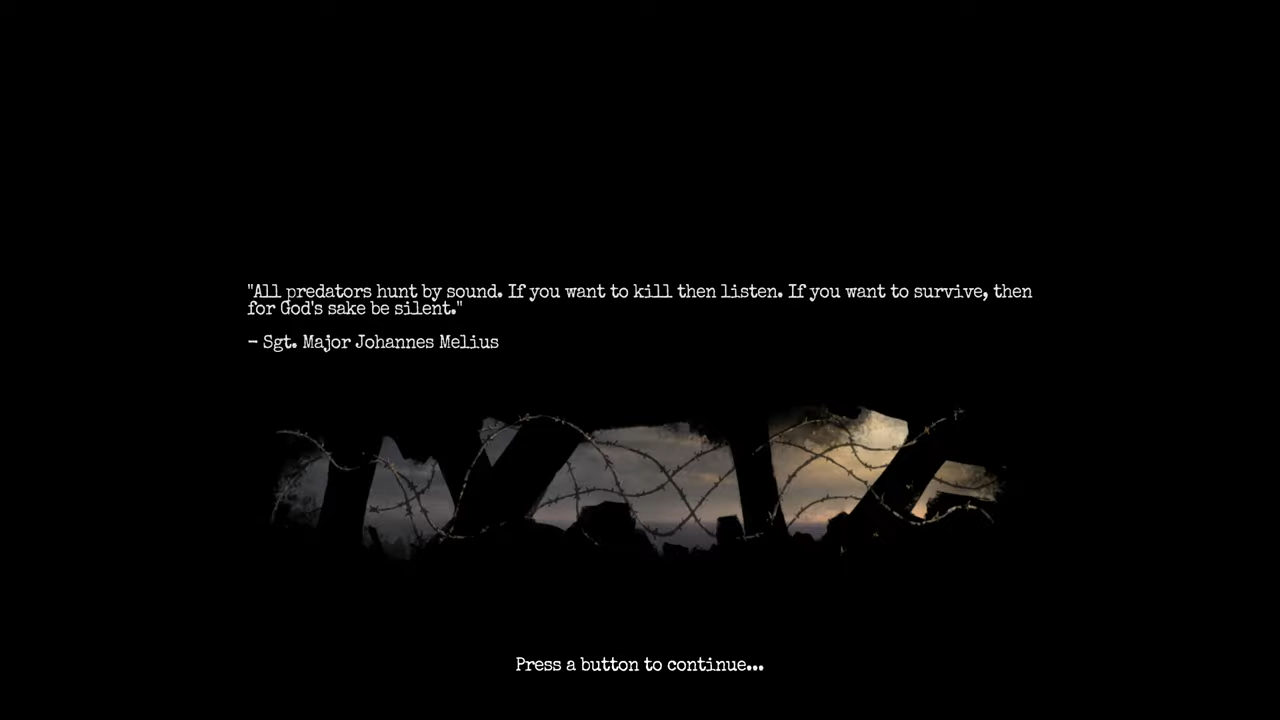 "All predators hunt by sound. If you want to kill then listen. If you want to survive, then
for God's sake be silent."
– Sgt. Major Johannes Melius
Press a button to continue...